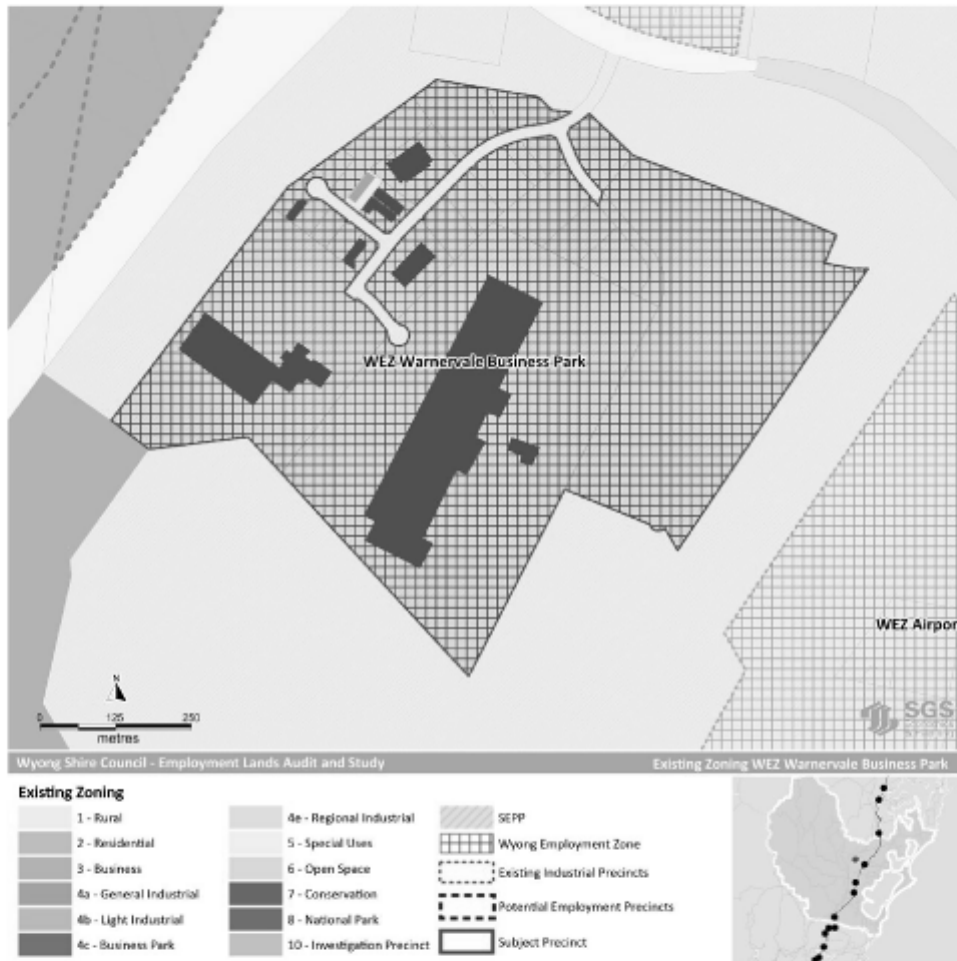 WEZ Warnervale Business Park
WEZ Airpor
N
0 125 250
metres
SGS
Wyong Shire Council - Employment Lands Audit and Study
Existing Zoning WEZ Warnervale Business Park
Existing Zoning
1 - Rural
2 - Residential
3 - Business
4a - General Industrial
4b - Light Industrial
4c - Business Park
4e - Regional Industrial
5 - Special Uses
6 - Open Space
7 - Conservation
8 - National Park
10 - Investigation Precinct
SEPP
Wyong Employment Zone
Existing Industrial Precincts
Potential Employment Precincts
Subject Precinct